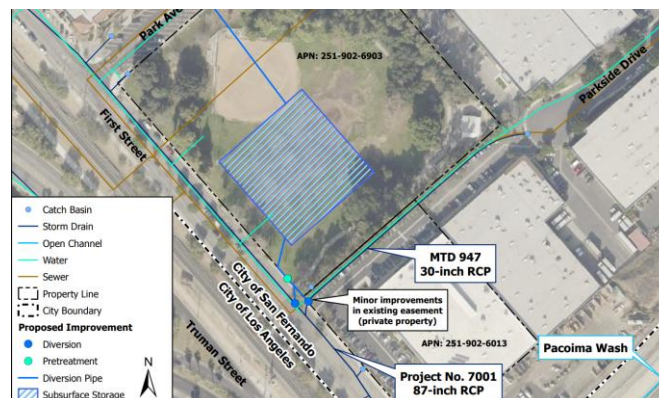 Park Ave
APN: 251-902-6903
Parkside Drive
First Street
Catch Basin
Storm Drain
Open Channel
Water
Sewer
Property Line
City Boundary
Proposed Improvement
Diversion
Pretreatment
Diversion Pipe
Subsurface Storage
N
City of San Fernando
City of Los Angeles
Truman Street
MTD 947
30-inch RCP
Minor improvements
in existing easement
(private property)
APN: 251-902-6013
Project No. 7001
87-inch RCP
Pacoima Wash